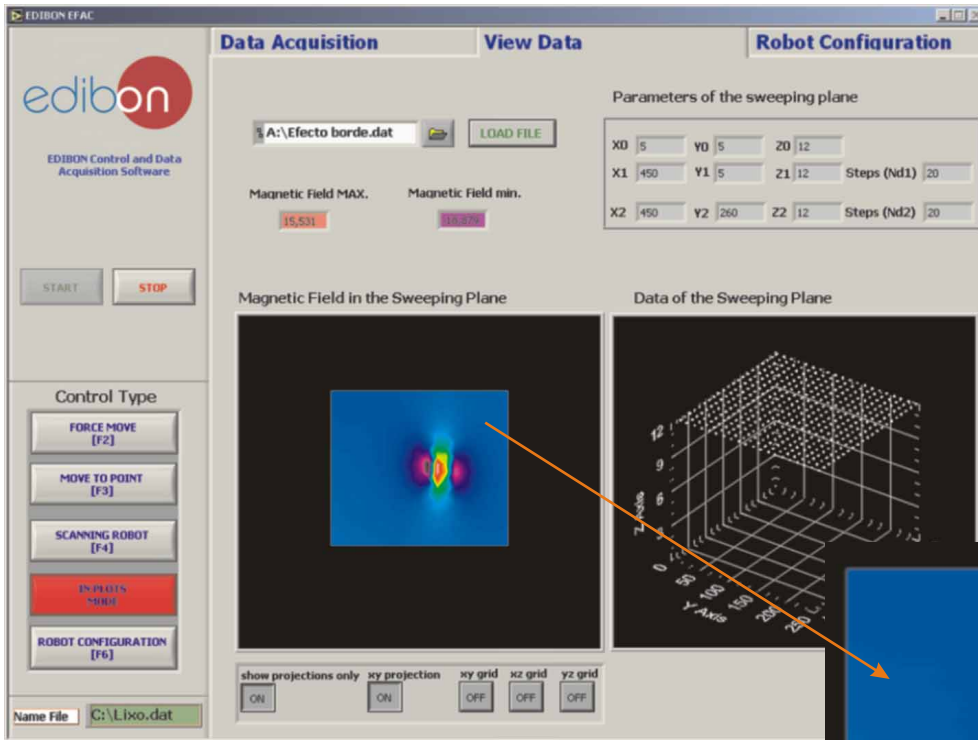 EDIBON EFAC
Data Acquisition
View Data
Robot Configuration
edibon
EDIBON Control and Data
Acquisition Software
START
STOP
A:\Efecto borde.dat
LOAD FILE
Magnetic Field MAX.
Magnetic Field min.
15,531
Parameters of the sweeping plane
X0 5 Y0 5 Z0 12
X1 450 Y1 5 Z1 12 Steps (Nd1) 20
X2 450 Y2 260 Z2 12 Steps (Nd2) 20
Magnetic Field in the Sweeping Plane
Data of the Sweeping Plane
12
9
6
3
Z Axis
0
50
100
150
200
250
Y Axis
Control Type
FORCE MOVE
[F2]
MOVE TO POINT
[F3]
SCANNING ROBOT
[F4]
IN PLOTS
MODE
ROBOT CONFIGURATION
[F6]
Name File C:\Lixo.dat
show projections only
xy projection
xy grid
xz grid
yz grid
ON
ON
OFF
OFF
OFF